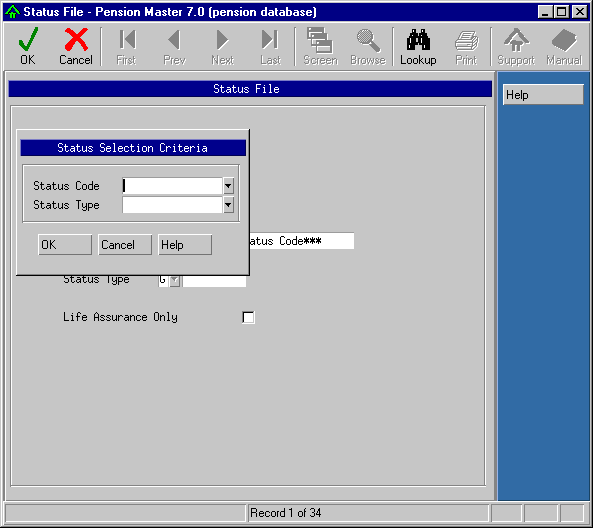 Status File - Pension Master 7.0 (pension database)
OK Cancel First Prev Next Last Screen Browse Lookup Print Support Manual
Status File
Help
Status Selection Criteria
Status Code
Status Type
OK Cancel Help
atus Code***
Status Type G
Life Assurance Only
Record 1 of 34